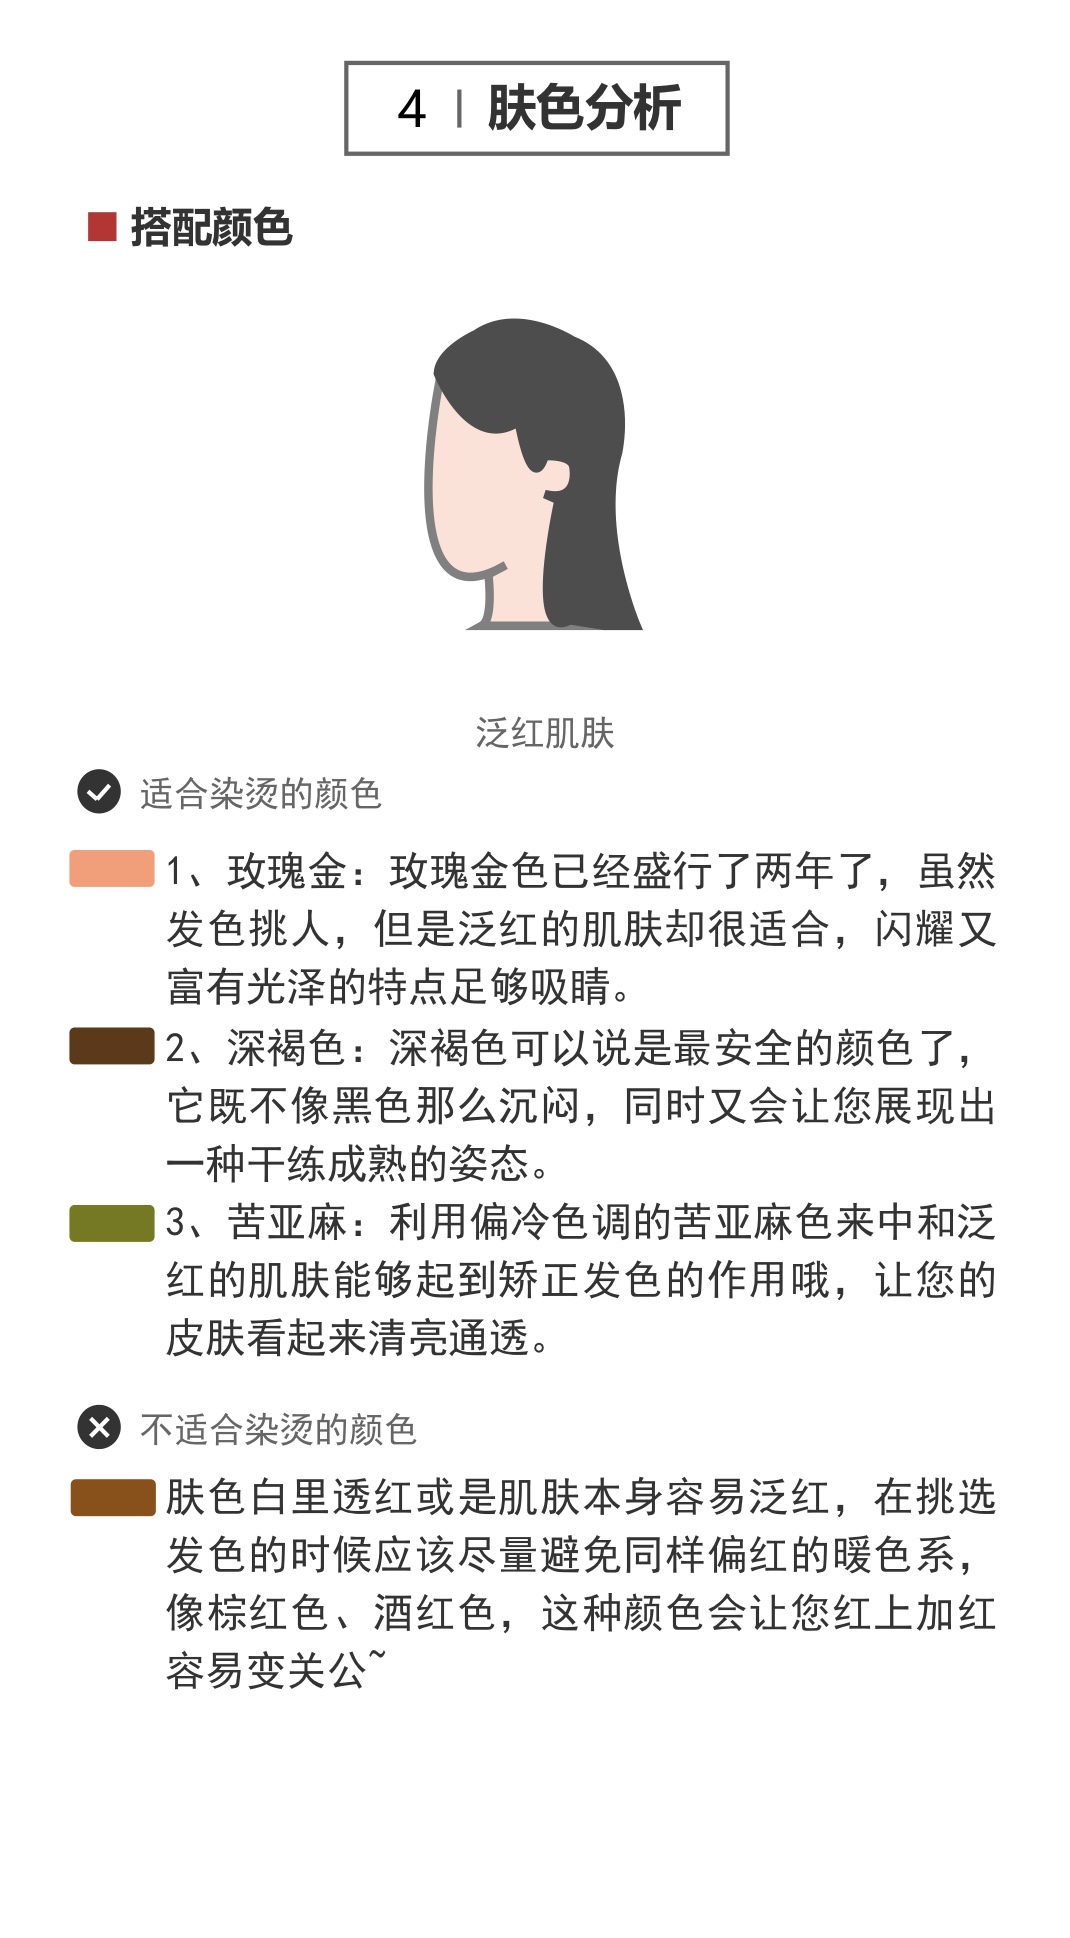 4 | 肤色分析
搭配颜色
泛红肌肤
适合染烫的颜色
1、玫瑰金：玫瑰金色已经盛行了两年了，虽然
发色挑人，但是泛红的肌肤却很适合，闪耀又
富有光泽的特点足够吸睛。
2、深褐色：深褐色可以说是最安全的颜色了，
它既不像黑色那么沉闷，同时又会让您展现出
一种干练成熟的姿态。
3、苦亚麻：利用偏冷色调的苦亚麻色来中和泛
红的肌肤能够起到矫正发色的作用哦，让您的
皮肤看起来清亮通透。
不适合染烫的颜色
肤色白里透红或是肌肤本身容易泛红，在挑选
发色的时候应该尽量避免同样偏红的暖色系，
像棕红色、酒红色，这种颜色会让您红上加红
容易变关公~